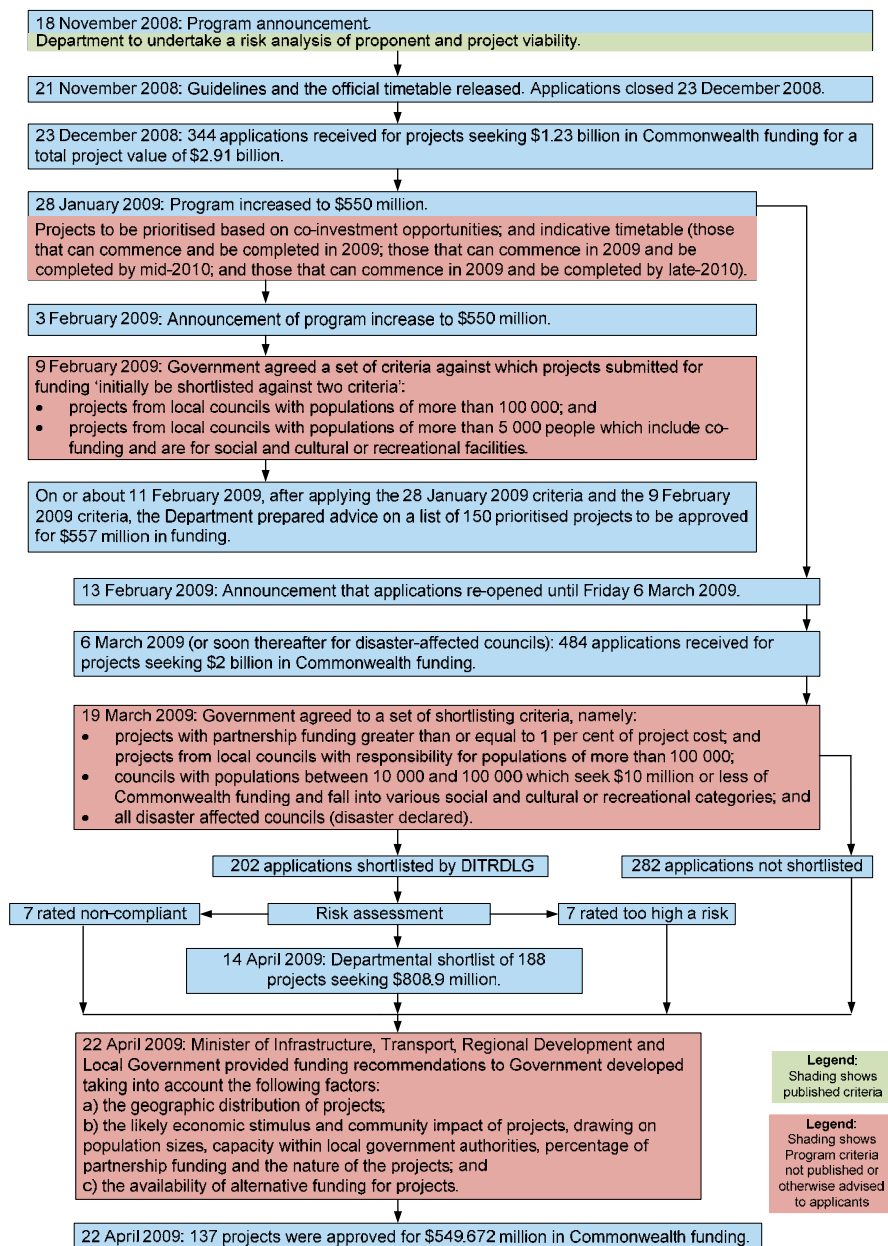 18 November 2008: Program announcement.
Department to undertake a risk analysis of proponent and project viability.
21 November 2008: Guidelines and the official timetable released. Applications closed 23 December 2008.
23 December 2008: 344 applications received for projects seeking $1.23 billion in Commonwealth funding for a
total project value of $2.91 billion.
28 January 2009: Program increased to $550 million.
Projects to be prioritised based on co-investment opportunities; and indicative timetable (those
that can commence and be completed in 2009; those that can commence in 2009 and be
completed by mid-2010; and those that can commence in 2009 and be completed by late-2010).
3 February 2009: Announcement of program increase to $550 million.
9 February 2009: Government agreed a set of criteria against which projects submitted for
funding ‘initially be shortlisted against two criteria’:
• projects from local councils with populations of more than 100 000; and
• projects from local councils with populations of more than 5 000 people which include co-
funding and are for social and cultural or recreational facilities.
On or about 11 February 2009, after applying the 28 January 2009 criteria and the 9 February
2009 criteria, the Department prepared advice on a list of 150 prioritised projects to be approved
for $557 million in funding.
13 February 2009: Announcement that applications re-opened until Friday 6 March 2009.
6 March 2009 (or soon thereafter for disaster-affected councils): 484 applications received for
projects seeking $2 billion in Commonwealth funding.
19 March 2009: Government agreed to a set of shortlisting criteria, namely:
• projects with partnership funding greater than or equal to 1 per cent of project cost; and
projects from local councils with responsibility for populations of more than 100 000;
• councils with populations between 10 000 and 100 000 which seek $10 million or less of
Commonwealth funding and fall into various social and cultural or recreational categories; and
• all disaster affected councils (disaster declared).
202 applications shortlisted by DITRDLG
282 applications not shortlisted
7 rated non-compliant
Risk assessment
7 rated too high a risk
14 April 2009: Departmental shortlist of 188
projects seeking $808.9 million.
22 April 2009: Minister of Infrastructure, Transport, Regional Development and
Local Government provided funding recommendations to Government developed
taking into account the following factors:
a) the geographic distribution of projects;
b) the likely economic stimulus and community impact of projects, drawing on
population sizes, capacity within local government authorities, percentage of
partnership funding and the nature of the projects; and
c) the availability of alternative funding for projects.
Legend:
Shading shows
published criteria
Legend:
Shading shows
Program criteria
not published or
otherwise advised
to applicants
22 April 2009: 137 projects were approved for $549.672 million in Commonwealth funding.